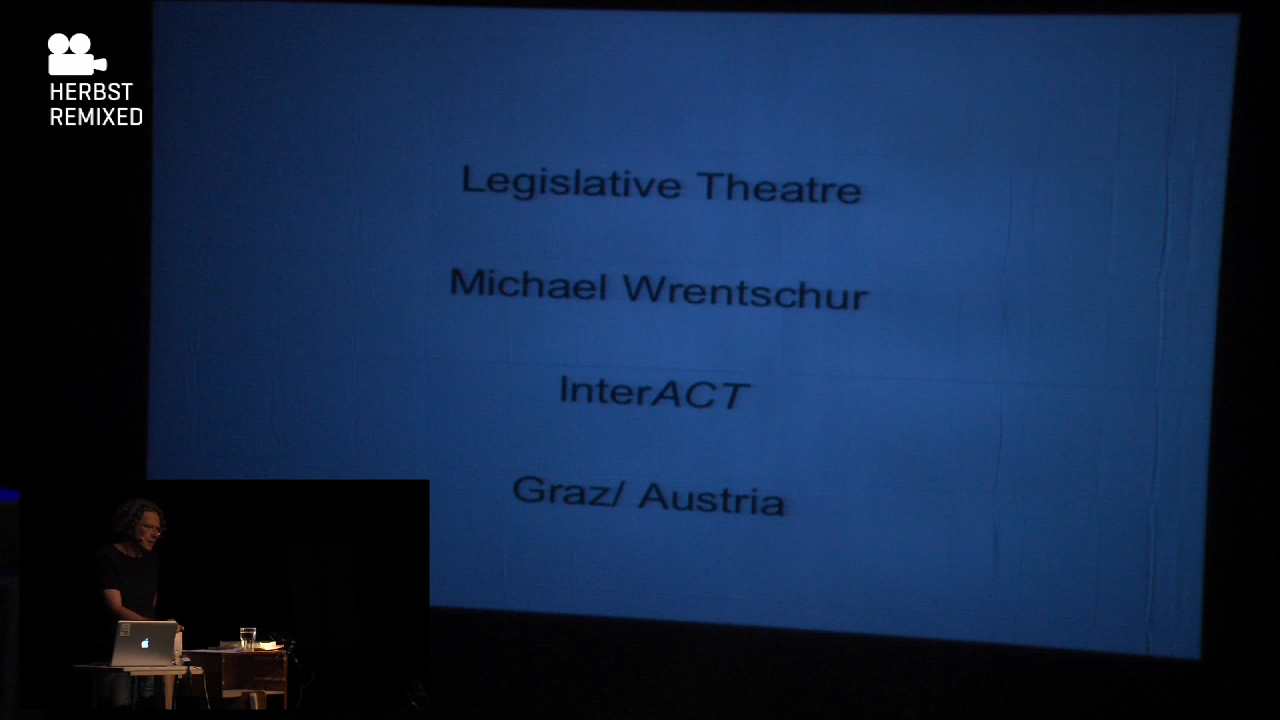 HERBST
REMIXED
Legislative Theatre
Michael Wrentschur
InterACT
Graz/ Austria